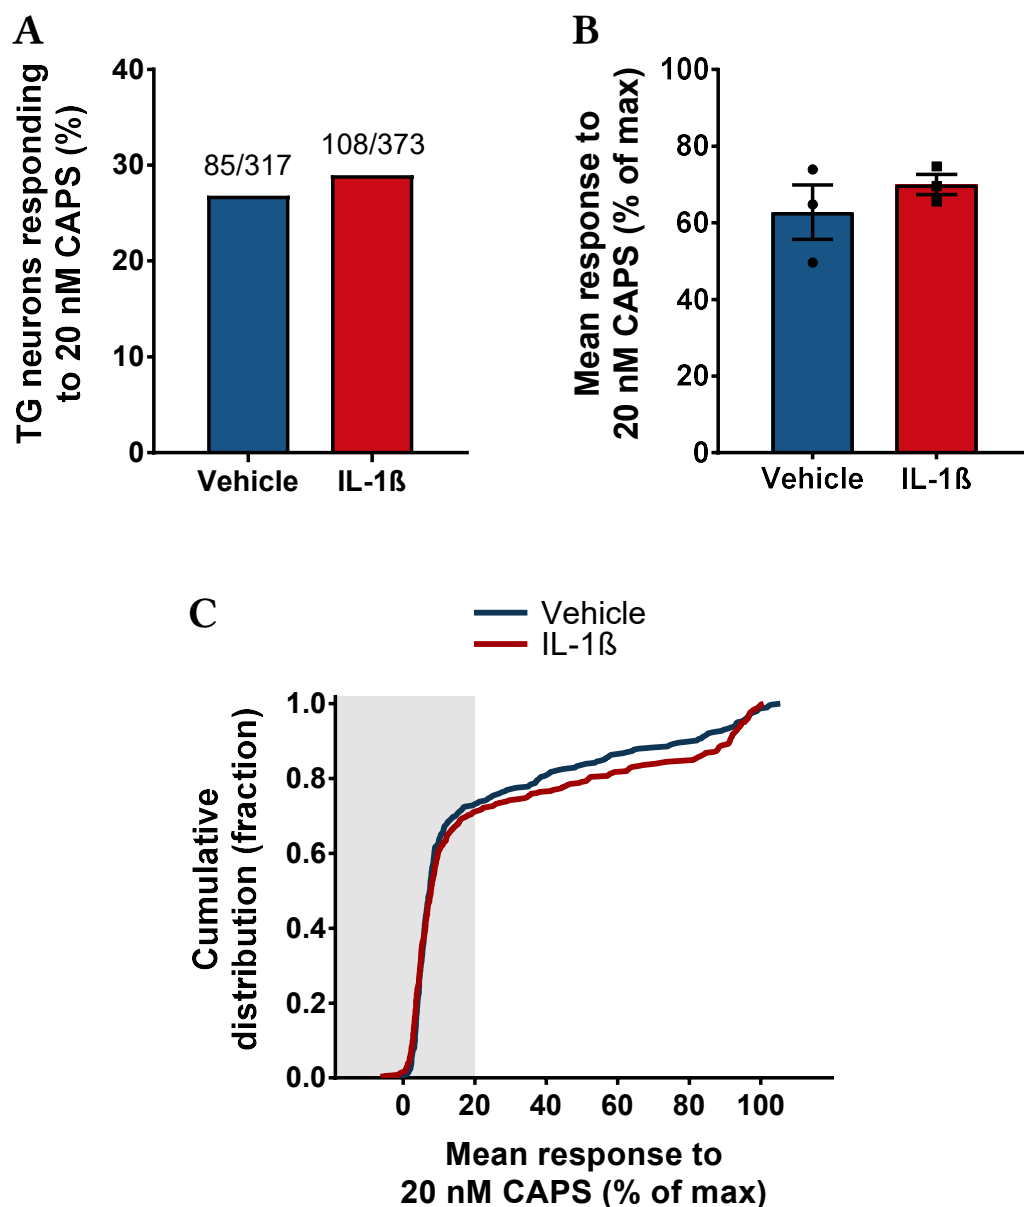 A
TG neurons responding
to 20 nM CAPS (%)
40
30
20
10
0
85/317
108/373
Vehicle
IL-1ß
B
Mean response to
20 nM CAPS (% of max)
100
80
60
40
20
0
Vehicle
IL-1ß
C
Vehicle
IL-1ß
Cumulative
distribution (fraction)
1.0
0.8
0.6
0.4
0.2
0.0
0 20 40 60 80 100
Mean response to
20 nM CAPS (% of max)